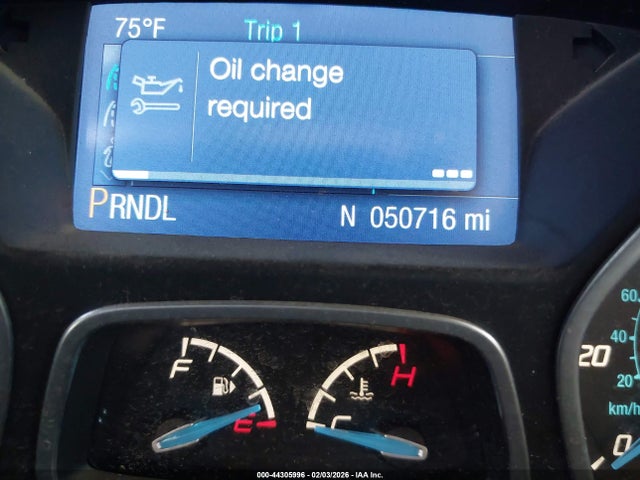 75°F Trip 1
Oil change
required
PRNDL N 050716 mi
F H
E C
60
40
20 20
km/h
0
000-44305996 - 02/03/2026 - IAA Inc.